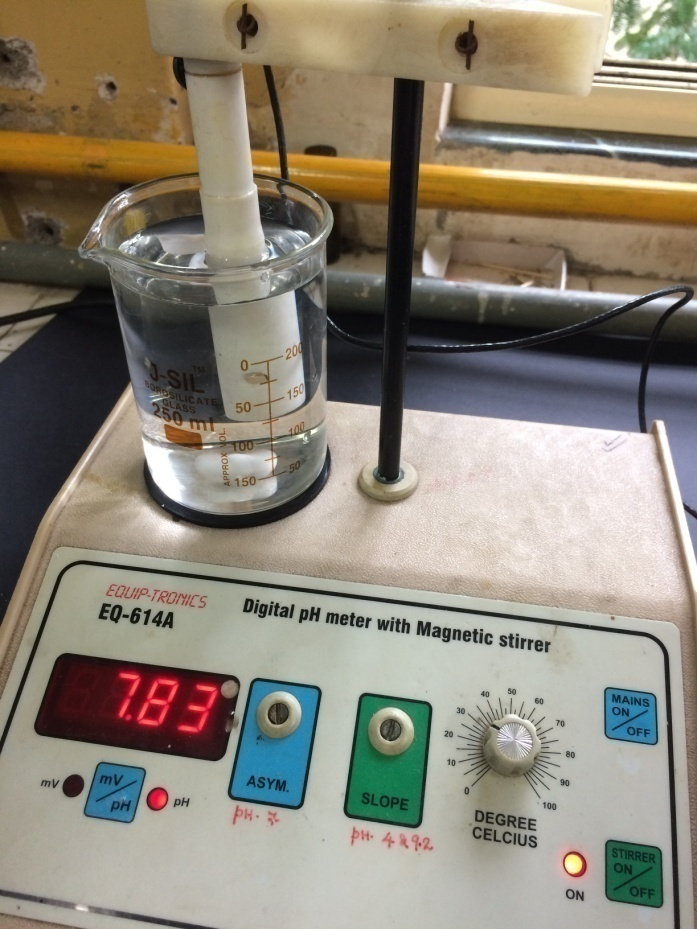 J-SIL™
BOROSILICATE
GLASS
250 ml
APPROX VOL.
0 200
50 150
100 100
150 50
EQUIP-TRONICS
EQ-614A
Digital pH meter with Magnetic stirrer
7.83
mV
mV/pH
pH
ASYM.
pH. 7
SLOPE
pH. 4 & 9.2
0
10
20
30
40
50
60
70
80
90
100
DEGREE
CELCIUS
MAINS
ON/OFF
ON
STIRRER
ON/OFF